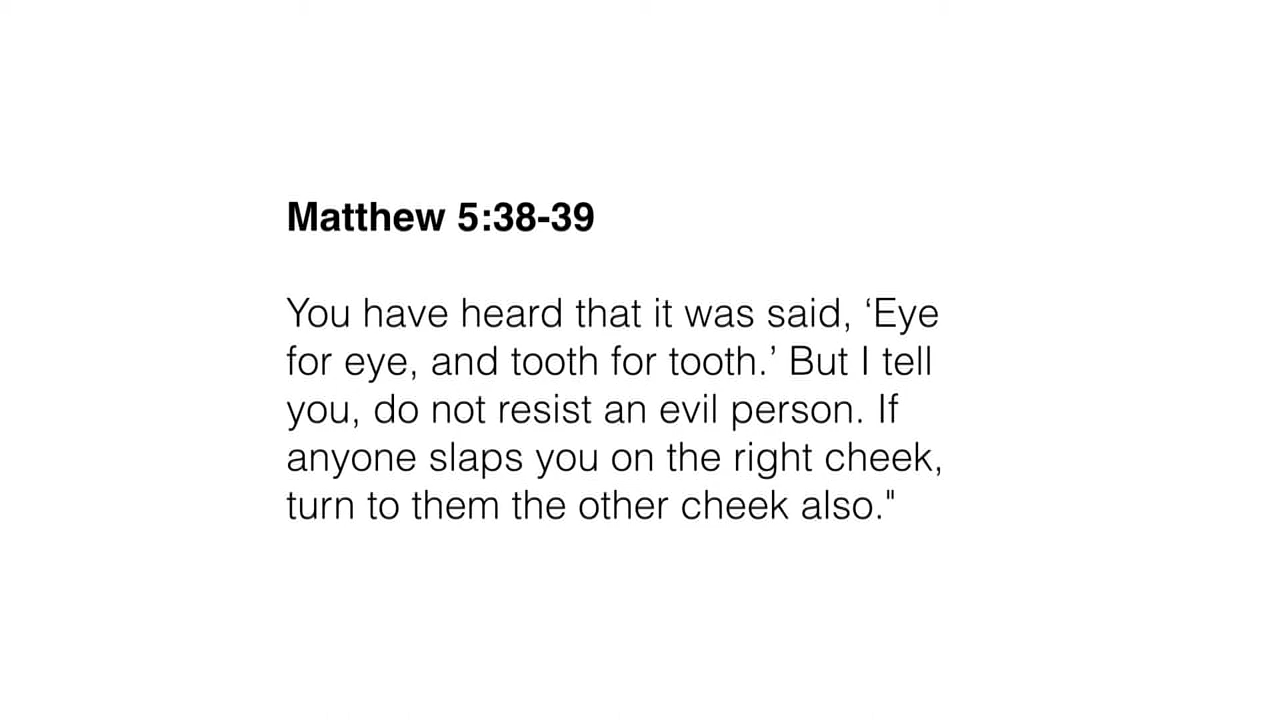 Matthew 5:38-39
You have heard that it was said, ‘Eye
for eye, and tooth for tooth.’ But I tell
you, do not resist an evil person. If
anyone slaps you on the right cheek,
turn to them the other cheek also."